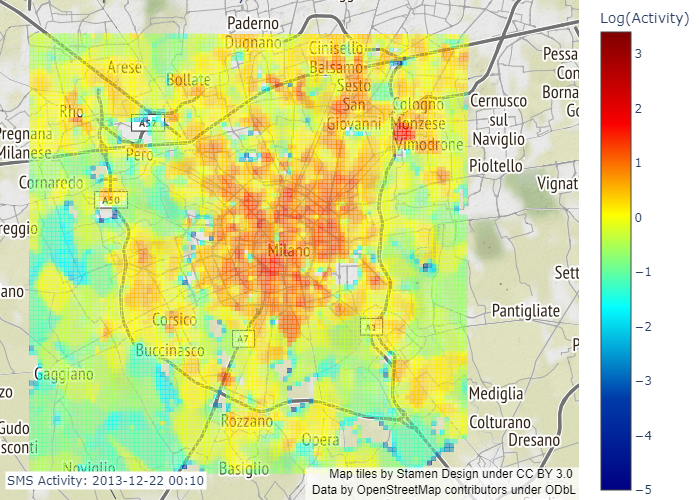 Log(Activity)
3
2
1
0
−1
−2
−3
−4
−5
Paderno
Dugnano
Cinisello
Balsamo
Arese
Bollate
Sesto
San
Giovanni
Rho
Cologno
Monzese
Vimodrone
Cernusco
sul
Naviglio
Pessa
Con
Borna
Go
Pregnana
Milanese
Pero
Pioltello
Cornaredo
A50
Vignat
reggio
Milano
Sett
ano
Pantigliate
Corsico
A7
A1
Buccinasco
P
Gaggiano
zo
Mediglia
Rozzano
Colturano
Gudo
Dresano
sconti
Opera
Noviglio
Basiglio
SMS Activity: 2013-12-22 00:10
Map tiles by Stamen Design under CC BY 3.0
Data by OpenStreetMap contributors under ODbL